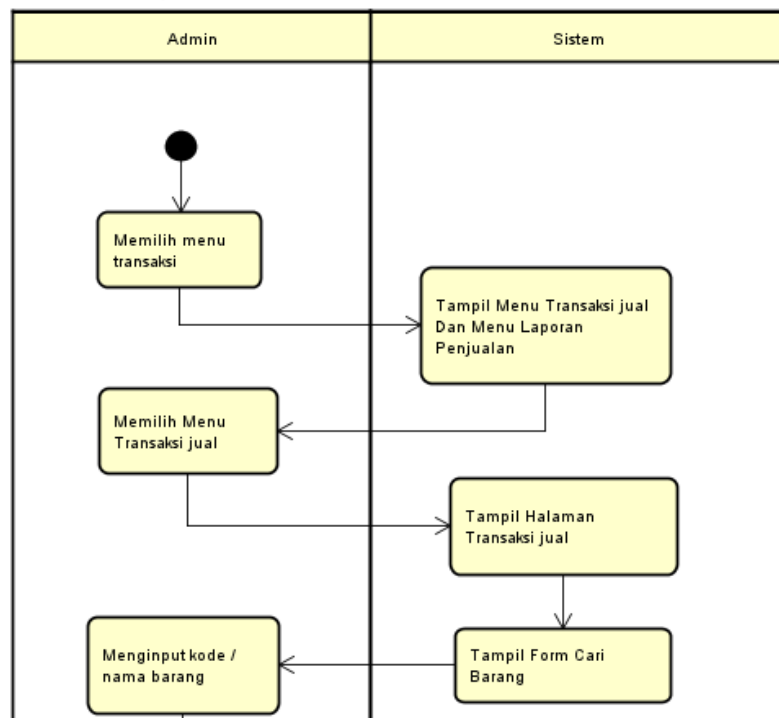 Admin
Sistem
Memilih menu
transaksi
Tampil Menu Transaksi jual
Dan Menu Laporan
Penjualan
Memilih Menu
Transaksi jual
Tampil Halaman
Transaksi jual
Tampil Form Cari
Barang
Menginput kode /
nama barang